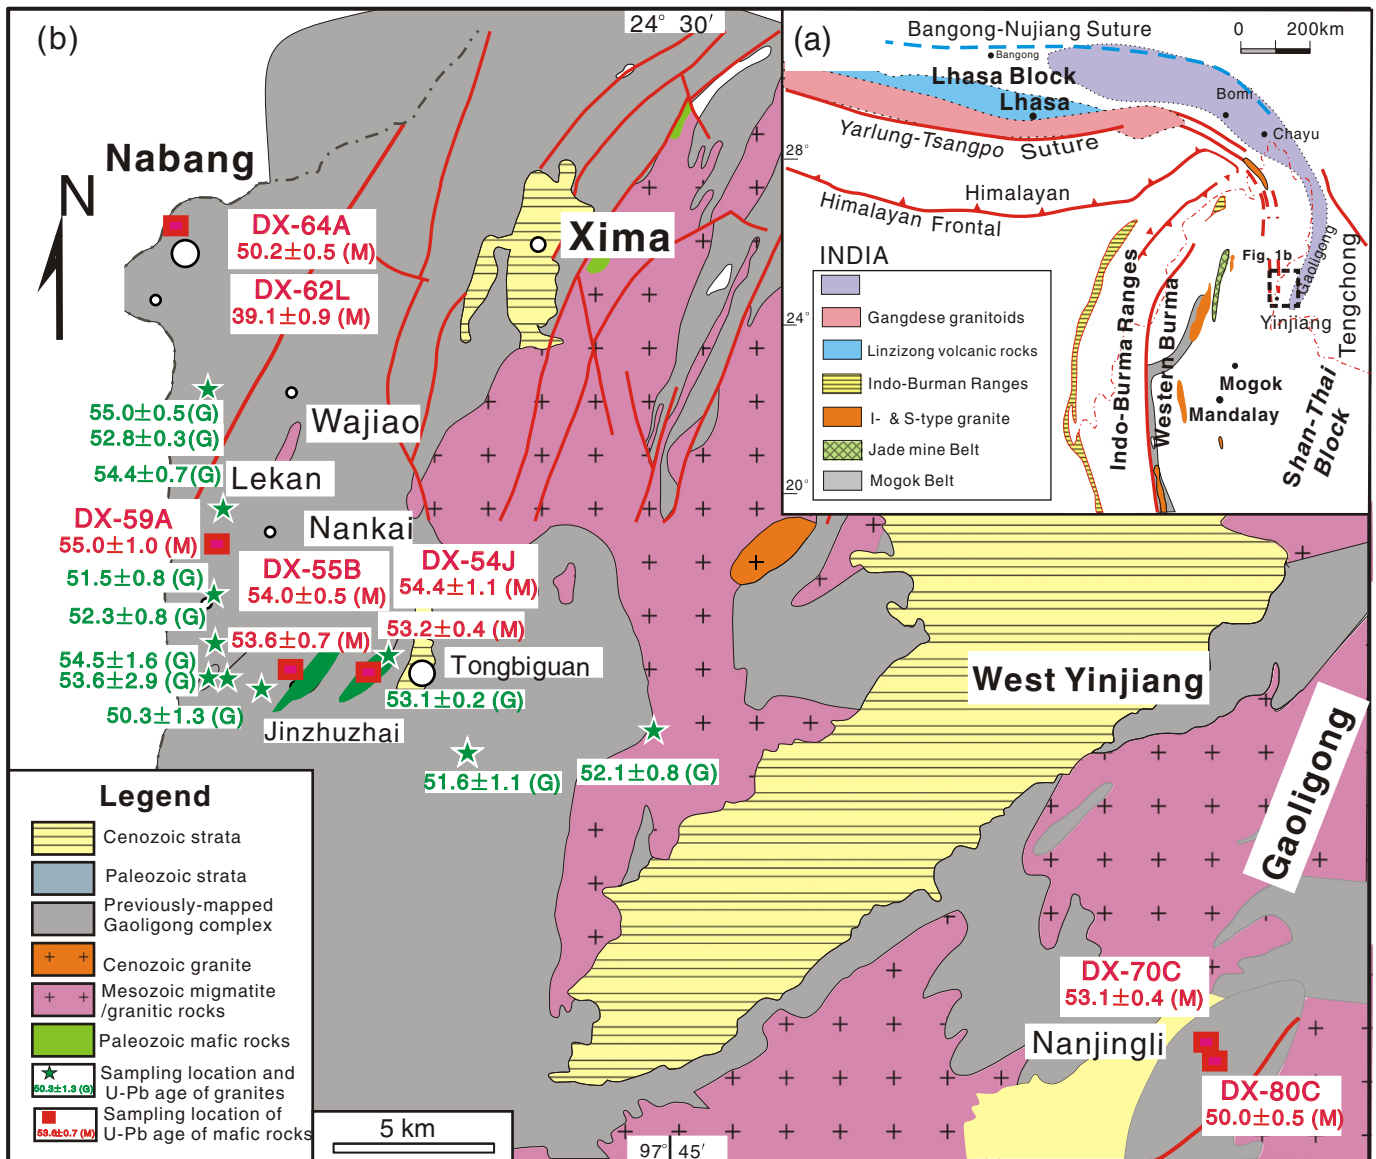 (b)
24° 30′
(a)
Bangong-Nujiang Suture
0 200km
Bangong
Lhasa Block
Lhasa
Bomi
Chayu
Yarlung-Tsangpo Suture
28°
Himalayan
Himalayan Frontal
INDIA
Gangdese granitoids
Linzizong volcanic rocks
Indo-Burman Ranges
I- & S-type granite
Jade mine Belt
Mogok Belt
24°
20°
Indo-Burma Ranges
Western Burma
Fig. 1b
Gaoligong
Yinjiang
Tengchong
Mogok
Mandalay
Shan-Thai
Block
Nabang
N
DX-64A
50.2±0.5 (M)
DX-62L
39.1±0.9 (M)
Xima
55.0±0.5 (G)
52.8±0.3 (G)
Wajiao
54.4±0.7 (G)
Lekan
DX-59A
55.0±1.0 (M)
Nankai
51.5±0.8 (G)
DX-55B
54.0±0.5 (M)
DX-54J
54.4±1.1 (M)
52.3±0.8 (G)
53.6±0.7 (M)
53.2±0.4 (M)
54.5±1.6 (G)
53.6±2.9 (G)
Tongbiguan
53.1±0.2 (G)
50.3±1.3 (G)
Jinzhuzhai
51.6±1.1 (G)
52.1±0.8 (G)
West Yinjiang
Gaoligong
DX-70C
53.1±0.4 (M)
Nanjingli
DX-80C
50.0±0.5 (M)
Legend
Cenozoic strata
Paleozoic strata
Previously-mapped
Gaoligong complex
Cenozoic granite
Mesozoic migmatite
/granitic rocks
Paleozoic mafic rocks
50.3±1.3 (G)
Sampling location and
U-Pb age of granites
53.6±0.7 (M)
Sampling location of
U-Pb age of mafic rocks
5 km
97° 45′